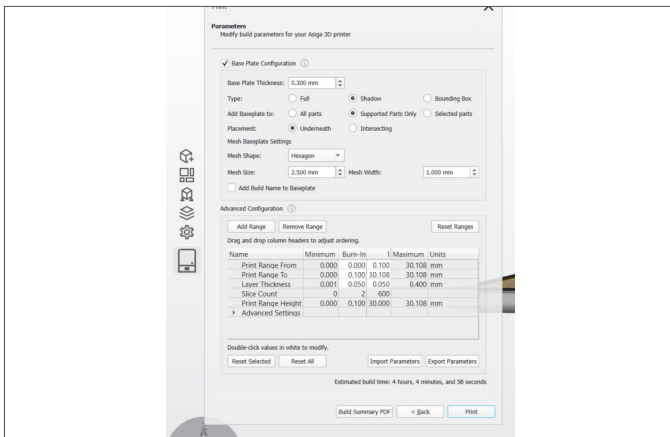 Print
Parameters
Modify build parameters for your Asiga 3D printer
Base Plate Configuration
Base Plate Thickness: 0.300 mm
Type: Full Shadow Bounding Box
Add Baseplate to: All parts Supported Parts Only Selected parts
Placement: Underneath Intersecting
Mesh Baseplate Settings
Mesh Shape: Hexagon
Mesh Size: 2.500 mm Mesh Width: 1.000 mm
Add Build Name to Baseplate
Advanced Configuration
Add Range Remove Range Reset Ranges
Drag and drop column headers to adjust ordering.
Name Minimum Burn-In 1 Maximum Units
Print Range From 0.000 0.000 0.100 30.108 mm
Print Range To 0.000 0.100 30.108 30.108 mm
Layer Thickness 0.001 0.050 0.050 0.400 mm
Slice Count 0 2 600
Print Range Height 0.000 0.100 30.000 30.108 mm
Advanced Settings
Double-click values in white to modify.
Reset Selected Reset All Import Parameters Export Parameters
Estimated build time: 4 hours, 4 minutes, and 58 seconds
Build Summary PDF < Back Print